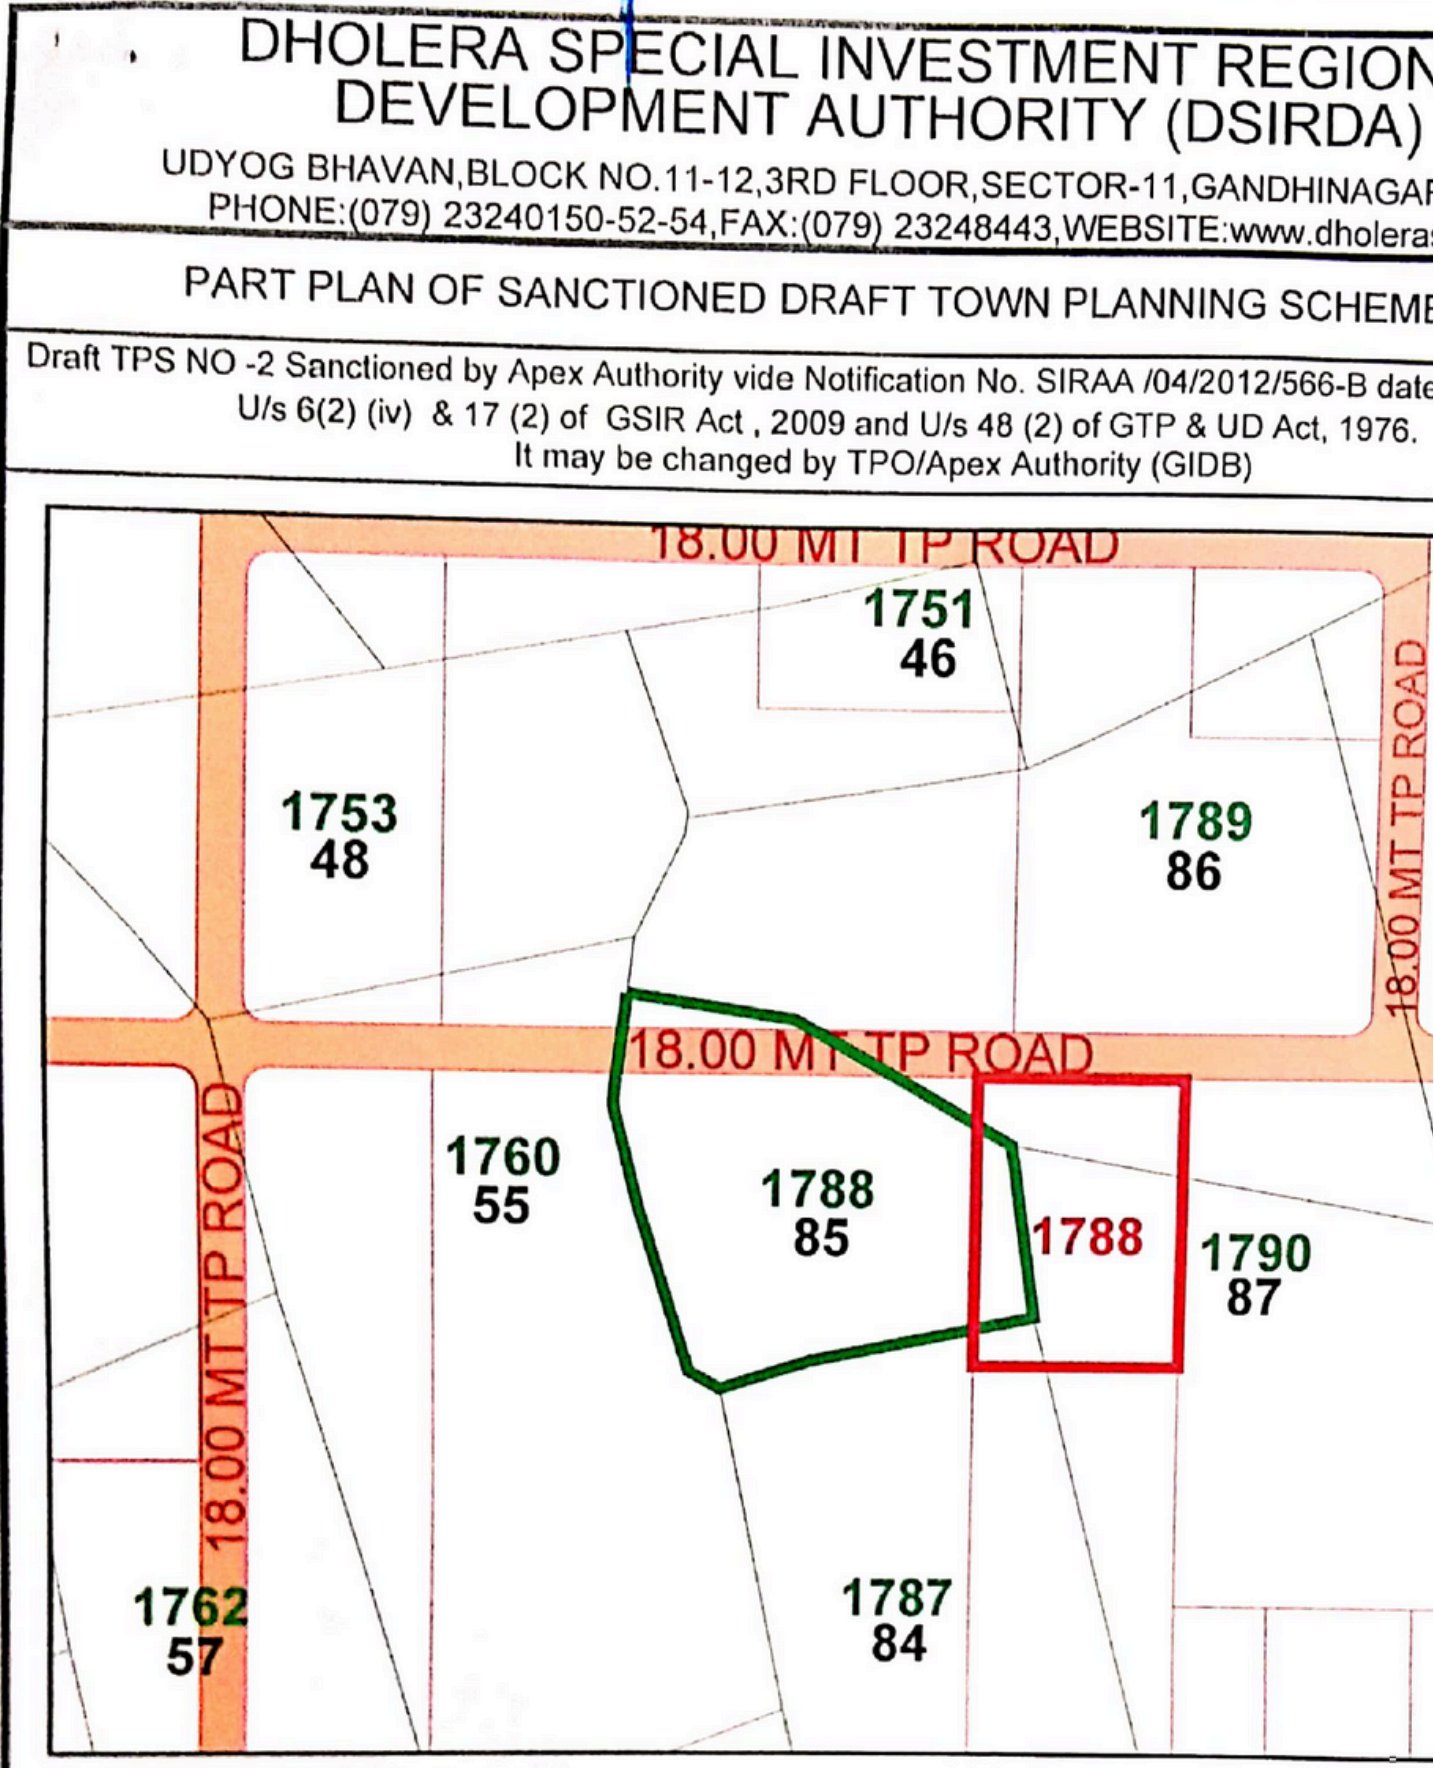 DHOLERA SPECIAL INVESTMENT REGION
DEVELOPMENT AUTHORITY (DSIRDA)
UDYOG BHAVAN,BLOCK NO.11-12,3RD FLOOR,SECTOR-11,GANDHINAGAR
PHONE:(079) 23240150-52-54,FAX:(079) 23248443,WEBSITE:www.dholeras
PART PLAN OF SANCTIONED DRAFT TOWN PLANNING SCHEME
Draft TPS NO -2 Sanctioned by Apex Authority vide Notification No. SIRAA /04/2012/566-B date
U/s 6(2) (iv) & 17 (2) of GSIR Act , 2009 and U/s 48 (2) of GTP & UD Act, 1976.
It may be changed by TPO/Apex Authority (GIDB)
18.00 MT TP ROAD
1751
46
18.00 MT TP ROAD
1753
48
1789
86
18.00 MT TP ROAD
18.00 MT TP ROAD
1760
55
1788
85
1788
1790
87
1762
57
1787
84